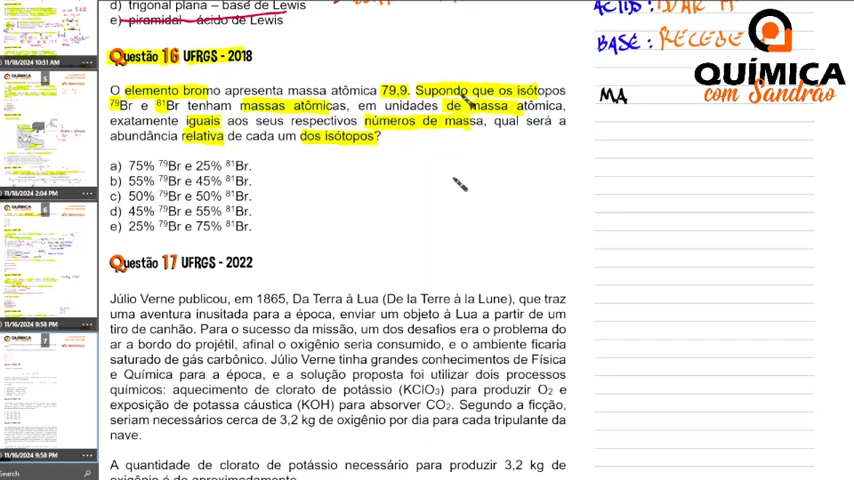 d) trigonal plana – base de Lewis
e) piramidal - ácido de Lewis
BASE : RECEBE
QUÍMICA
com Sandrão
MA
Questão 16 UFRGS - 2018
O elemento bromo apresenta massa atômica 79,9. Supondo que os isótopos
⁷⁹Br e ⁸¹Br tenham massas atômicas, em unidades de massa atômica,
exatamente iguais aos seus respectivos números de massa, qual será a
abundância relativa de cada um dos isótopos?
a) 75% ⁷⁹Br e 25% ⁸¹Br.
b) 55% ⁷⁹Br e 45% ⁸¹Br.
c) 50% ⁷⁹Br e 50% ⁸¹Br.
d) 45% ⁷⁹Br e 55% ⁸¹Br.
e) 25% ⁷⁹Br e 75% ⁸¹Br.
Questão 17 UFRGS - 2022
Júlio Verne publicou, em 1865, Da Terra à Lua (De la Terre à la Lune), que traz
uma aventura inusitada para a época, enviar um objeto à Lua a partir de um
tiro de canhão. Para o sucesso da missão, um dos desafios era o problema do
ar a bordo do projétil, afinal o oxigênio seria consumido, e o ambiente ficaria
saturado de gás carbônico. Júlio Verne tinha grandes conhecimentos de Física
e Química para a época, e a solução proposta foi utilizar dois processos
químicos: aquecimento de clorato de potássio (KClO₃) para produzir O₂ e
exposição de potassa cáustica (KOH) para absorver CO₂. Segundo a ficção,
seriam necessários cerca de 3,2 kg de oxigênio por dia para cada tripulante da
nave.
A quantidade de clorato de potássio necessário para produzir 3,2 kg de
oxigênio é de aproximadamente
11/18/2024 10:51 AM
5
11/18/2024 2:04 PM
6
11/16/2024 9:58 PM
7
11/16/2024 9:58 PM
Search